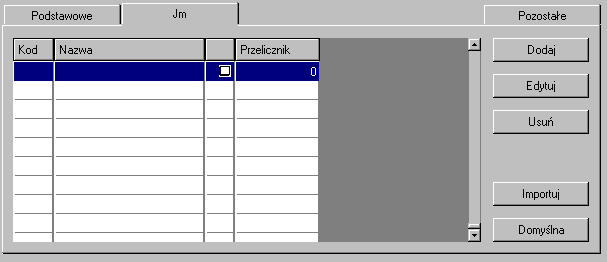 Podstawowe Jm Pozostałe
Kod Nazwa Przelicznik
0
Dodaj
Edytuj
Usuń
Importuj
Domyślna